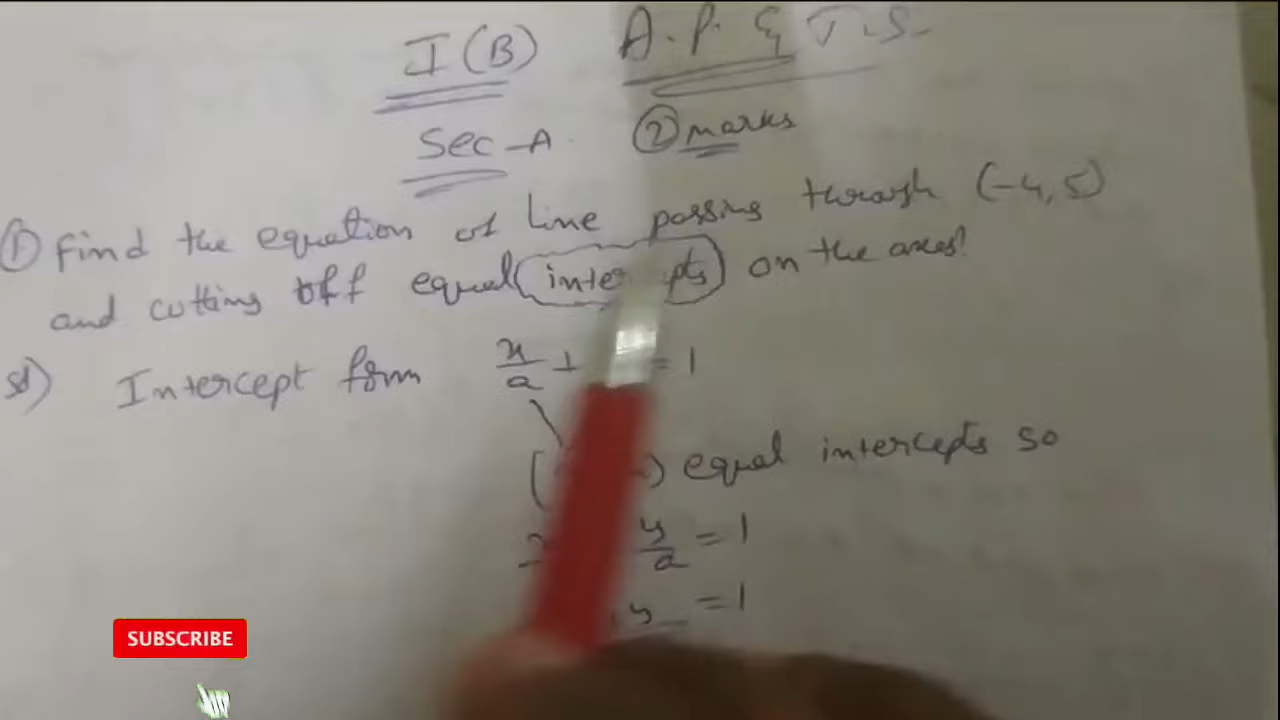 I(B) A.P. & T.S.
Sec-A ② marks
① Find the equation of line passing through (-4,5)
and cutting off equal intercepts on the axes?
Sol) Intercept form x/a + = 1
( ) equal intercepts so
y/a = 1
y = 1
SUBSCRIBE